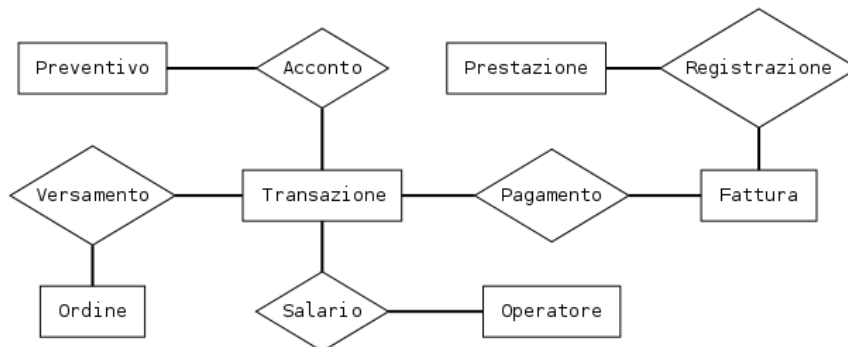 Preventivo
Acconto
Prestazione
Registrazione
Versamento
Transazione
Pagamento
Fattura
Ordine
Salario
Operatore